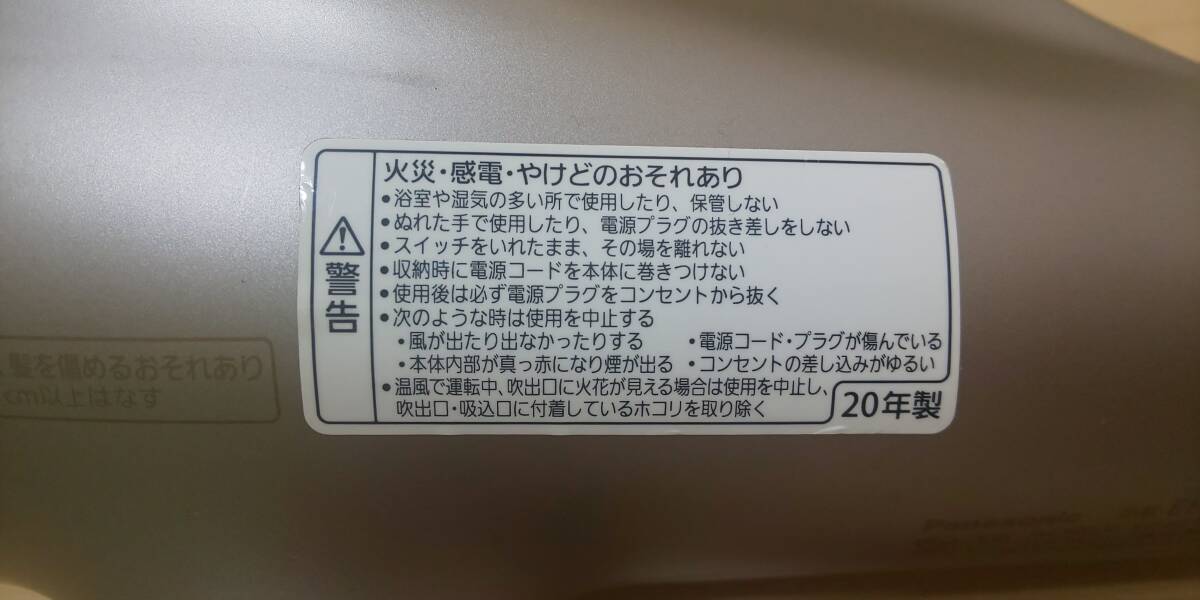 火災・感電・やけどのおそれあり
・浴室や湿気の多い所で使用したり、保管しない
・ぬれた手で使用したり、電源プラグの抜き差しをしない
・スイッチをいれたまま、その場を離れない
・収納時に電源コードを本体に巻きつけない
・使用後は必ず電源プラグをコンセントから抜く
・次のような時は使用を中止する
・風が出たり出なかったりする ・電源コード・プラグが傷んでいる
・本体内部が真っ赤になり煙が出る ・コンセントの差し込みがゆるい
・温風で運転中、吹出口に火花が見える場合は使用を中止し、
吹出口・吸込口に付着しているホコリを取り除く
警告
20年製
髪を傷めるおそれあり
cm以上はなす
Panasonic